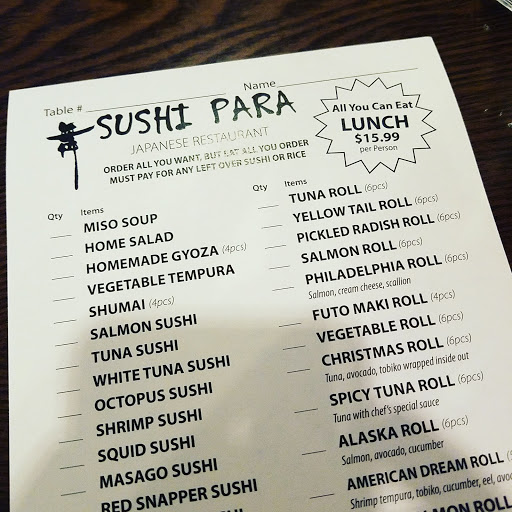 Table # Name
SUSHI PARA
JAPANESE RESTAURANT
ORDER ALL YOU WANT, BUT EAT ALL YOU ORDER
MUST PAY FOR ANY LEFT OVER SUSHI OR RICE
All You Can Eat
LUNCH
$15.99
per Person
Qty Items
MISO SOUP
HOME SALAD
HOMEMADE GYOZA (4pcs)
VEGETABLE TEMPURA
SHUMAI (4pcs)
SALMON SUSHI
TUNA SUSHI
WHITE TUNA SUSHI
OCTOPUS SUSHI
SHRIMP SUSHI
SQUID SUSHI
MASAGO SUSHI
RED SNAPPER SUSHI
Qty Items
TUNA ROLL (6pcs)
YELLOW TAIL ROLL (6pcs)
PICKLED RADISH ROLL (6pcs)
SALMON ROLL (6pcs)
PHILADELPHIA ROLL (6pcs)
Salmon, cream cheese, scallion
FUTO MAKI ROLL (4pcs)
VEGETABLE ROLL (6pcs)
CHRISTMAS ROLL (6pcs)
Tuna, avocado, tobiko wrapped inside out
SPICY TUNA ROLL (6pcs)
Tuna with chef's special sauce
ALASKA ROLL (6pcs)
Salmon, avocado, cucumber
AMERICAN DREAM ROLL
Shrimp tempura, tobiko, cucumber, eel,
ROLL